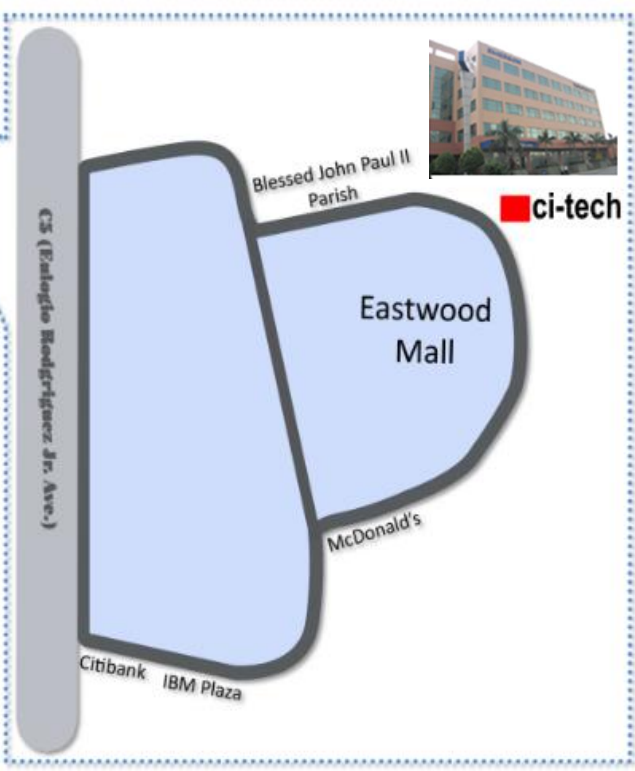 Blessed John Paul II
Parish
ci-tech
C5 (Eulogio Rodgriguez Jr. Ave.)
Eastwood
Mall
McDonald's
Citibank
IBM Plaza